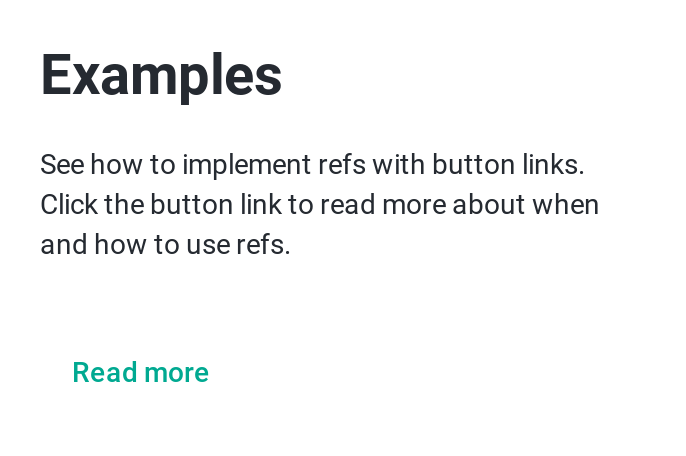 Examples
See how to implement refs with button links.
Click the button link to read more about when
and how to use refs.
Read more